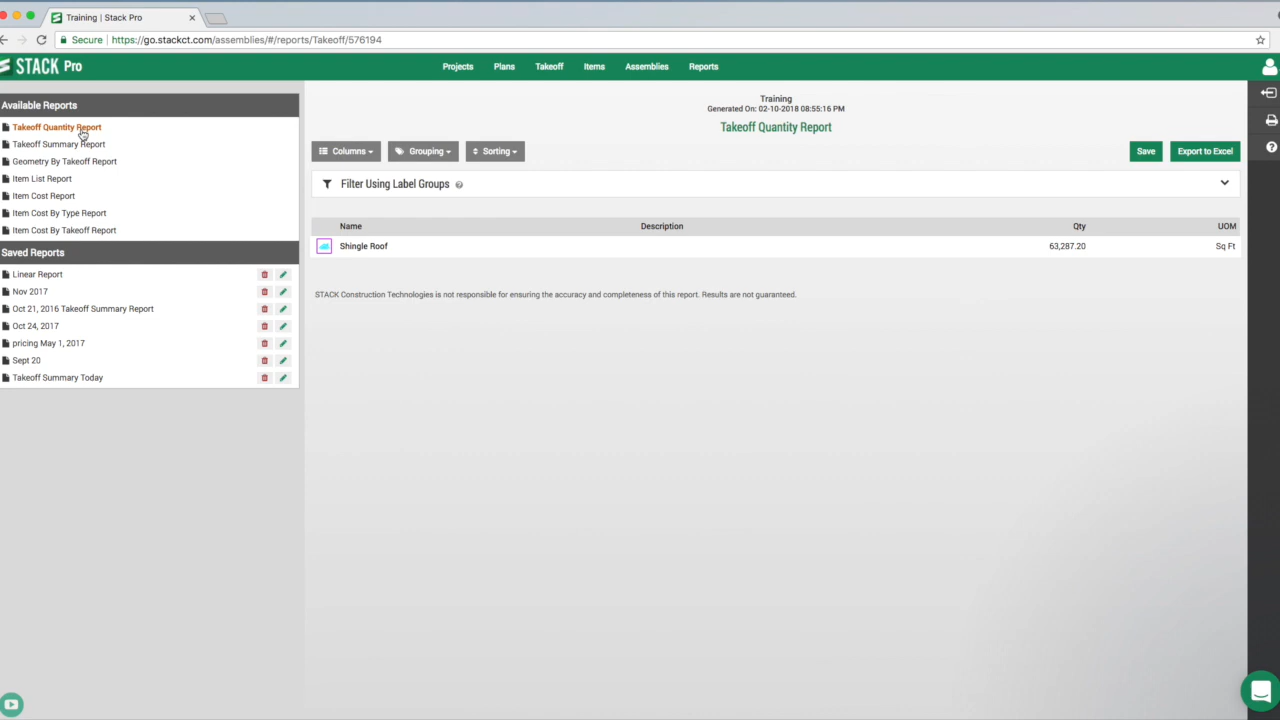 Training | Stack Pro
Secure https://go.stackct.com/assemblies/#/reports/Takeoff/576194
STACK Pro
Projects Plans Takeoff Items Assemblies Reports
Available Reports
Takeoff Quantity Report
Takeoff Summary Report
Geometry By Takeoff Report
Item List Report
Item Cost Report
Item Cost By Type Report
Item Cost By Takeoff Report
Saved Reports
Linear Report
Nov 2017
Oct 21, 2016 Takeoff Summary Report
Oct 24, 2017
pricing May 1, 2017
Sept 20
Takeoff Summary Today
Training
Generated On: 02-10-2018 08:55:16 PM
Takeoff Quantity Report
Columns Grouping Sorting Save Export to Excel
Filter Using Label Groups
Name Description Qty UOM
Shingle Roof 63,287.20 Sq Ft
STACK Construction Technologies is not responsible for ensuring the accuracy and completeness of this report. Results are not guaranteed.